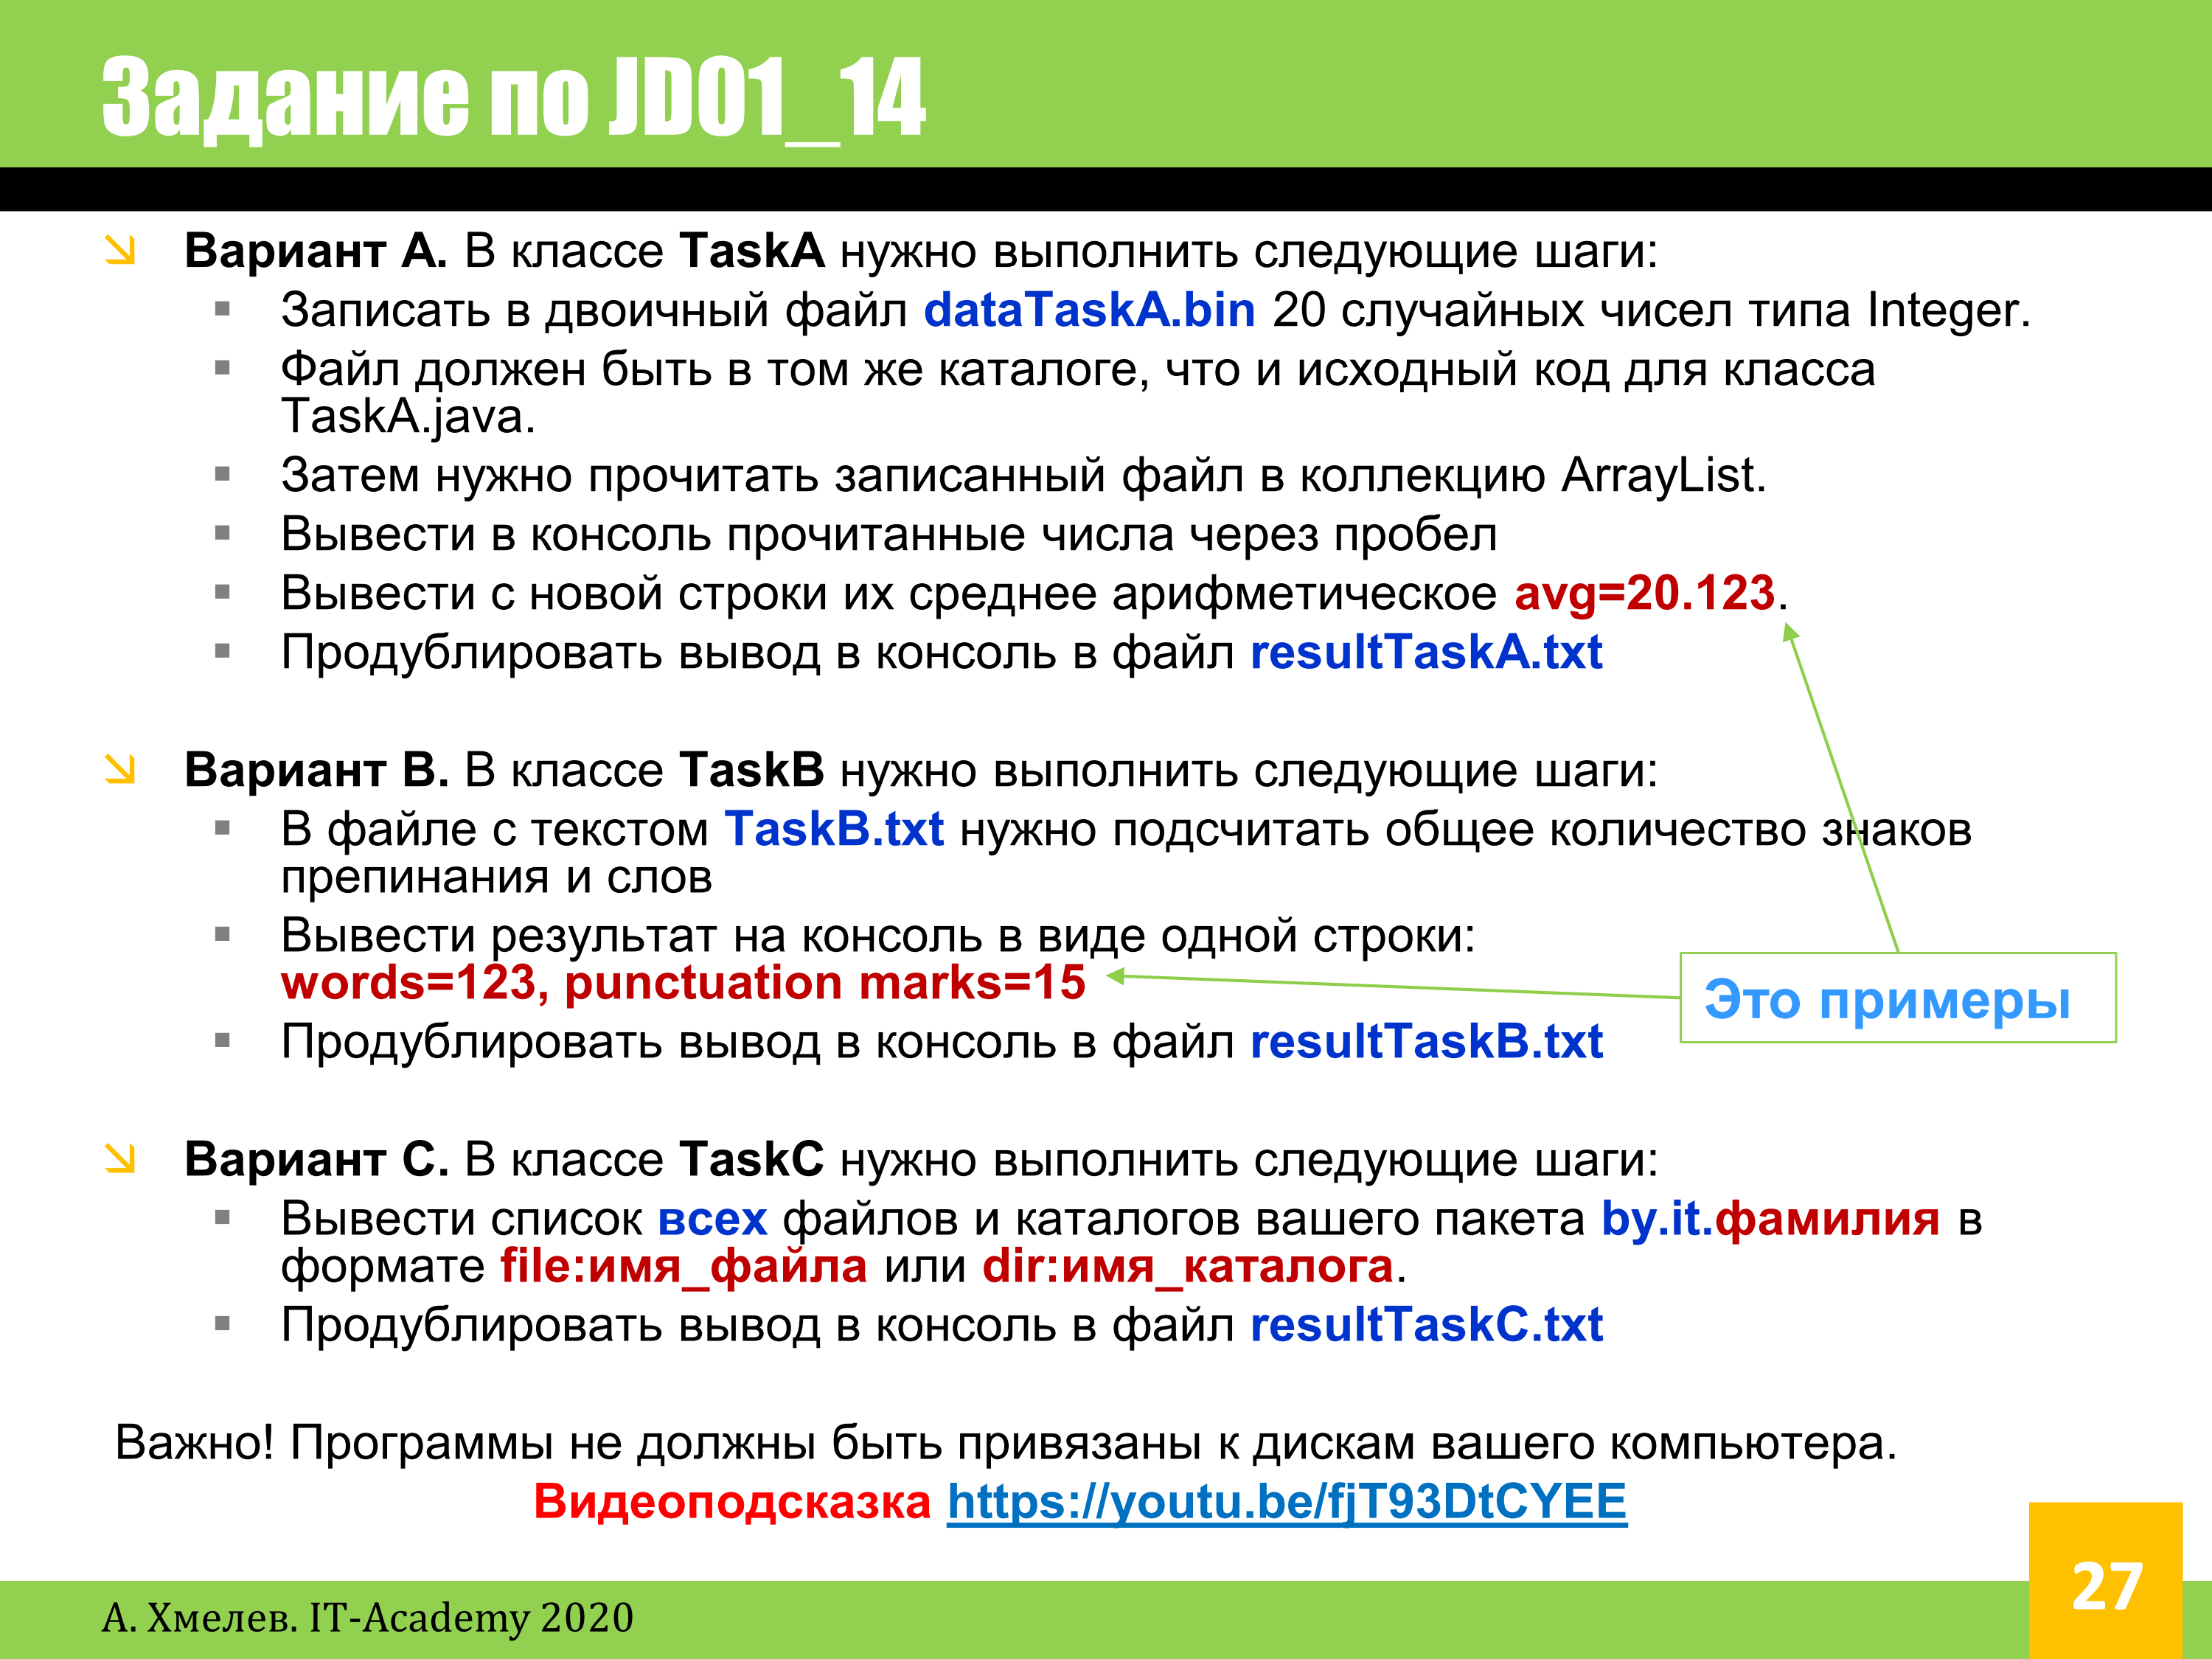 Задание по JD01_14
Вариант A. В классе TaskA нужно выполнить следующие шаги:
Записать в двоичный файл dataTaskA.bin 20 случайных чисел типа Integer.
Файл должен быть в том же каталоге, что и исходный код для класса
TaskA.java.
Затем нужно прочитать записанный файл в коллекцию ArrayList.
Вывести в консоль прочитанные числа через пробел
Вывести с новой строки их среднее арифметическое avg=20.123.
Продублировать вывод в консоль в файл resultTaskA.txt
Вариант B. В классе TaskB нужно выполнить следующие шаги:
В файле с текстом TaskB.txt нужно подсчитать общее количество знаков
препинания и слов
Вывести результат на консоль в виде одной строки:
words=123, punctuation marks=15
Это примеры
Продублировать вывод в консоль в файл resultTaskB.txt
Вариант C. В классе TaskC нужно выполнить следующие шаги:
Вывести список всех файлов и каталогов вашего пакета by.it.фамилия в
формате file:имя_файла или dir:имя_каталога.
Продублировать вывод в консоль в файл resultTaskC.txt
Важно! Программы не должны быть привязаны к дискам вашего компьютера.
Видеоподсказка https://youtu.be/fjT93DtCYEE
27
А. Хмелев. IT-Academy 2020